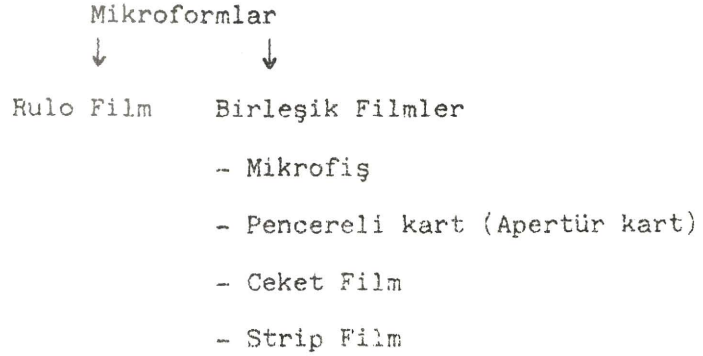 Mikroformlar
↓ ↓
Rulo Film Birleşik Filmler
- Mikrofiş
- Pencereli kart (Apertür kart)
- Ceket Film
- Strip Film